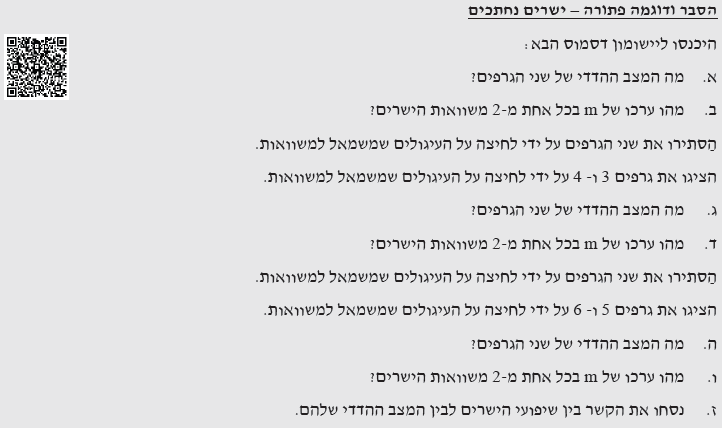 הסבר ודוגמה פתורה – ישרים נחתכים
היכנסו ליישומון דסמוס הבא:
א. מה המצב ההדדי של שני הגרפים?
ב. מהו ערכו של m בכל אחת מ-2 משוואות הישרים?
הַסתירו את שני הגרפים על ידי לחיצה על העיגולים שמשמאל למשוואות.
הציגו את גרפים 3 ו- 4 על ידי לחיצה על העיגולים שמשמאל למשוואות.
ג. מה המצב ההדדי של שני הגרפים?
ד. מהו ערכו של m בכל אחת מ-2 משוואות הישרים?
הַסתירו את שני הגרפים על ידי לחיצה על העיגולים שמשמאל למשוואות.
הציגו את גרפים 5 ו- 6 על ידי לחיצה על העיגולים שמשמאל למשוואות.
ה. מה המצב ההדדי של שני הגרפים?
ו. מהו ערכו של m בכל אחת מ-2 משוואות הישרים?
ז. נסחו את הקשר בין שיפועי הישרים לבין המצב ההדדי שלהם.